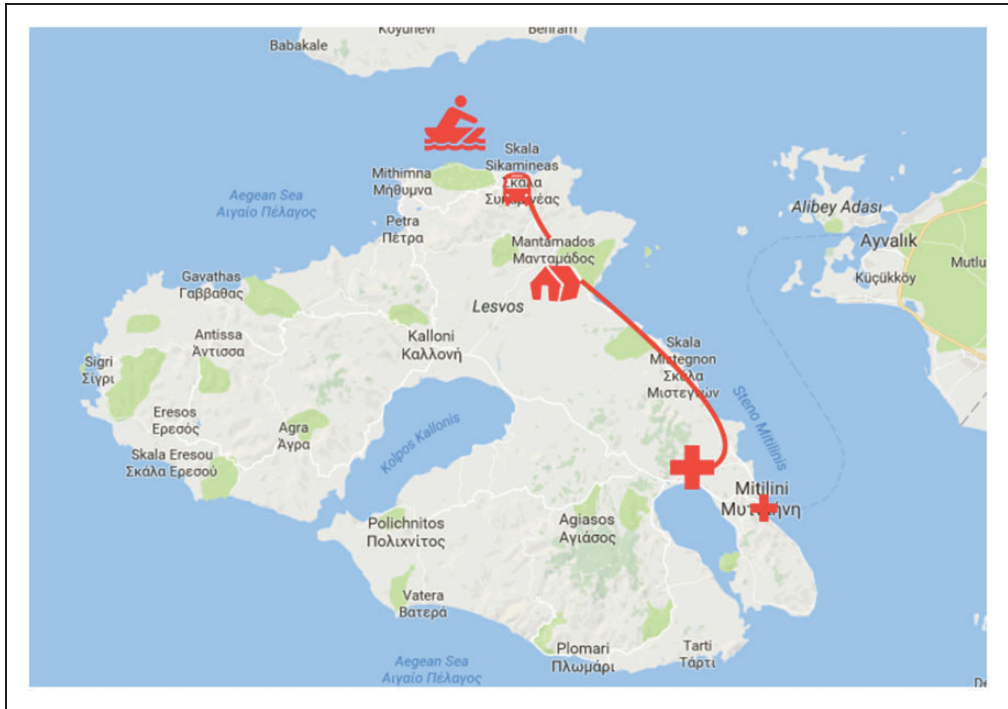 Koyunevi
Behram
Babakale
Skala
Sikamineas
Σκάλα
Mithimna
Μήθυμνα
Aegean Sea
Αιγαίο Πέλαγος
Petra
Πέτρα
Alibey Adası
Ayvalık
Küçükköy
Mutlu
Mantamados
Μανταμάδος
Gavathas
Γαββαθας
Lesvos
Antissa
Άντισσα
Kalloni
Καλλονή
Skala
Mistegnon
Σκάλα
Μιστεγνών
Sigri
Σίγρι
Steno Mitilinis
Eresos
Ερεσός
Agra
Άγρα
Kolpos Kallonis
Skala Eresou
Σκάλα Ερεσού
Mitilini
Polichnitos
Πολιχνίτος
Agiasos
Αγιάσος
Vatera
Βατερά
Plomari
Πλωμάρι
Tarti
Τάρτι
Aegean Sea
Αιγαίο Πέλαγος
De